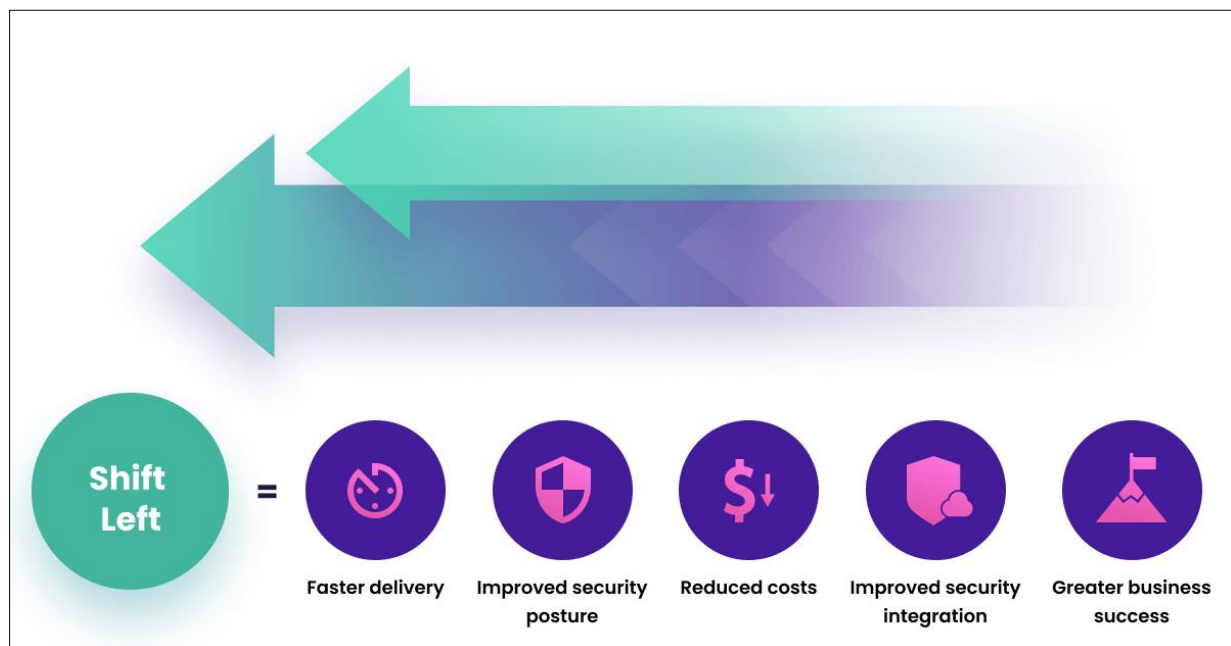 Shift
Left
=
Faster delivery
Improved security
posture
$
Reduced costs
Improved security
integration
Greater business
success